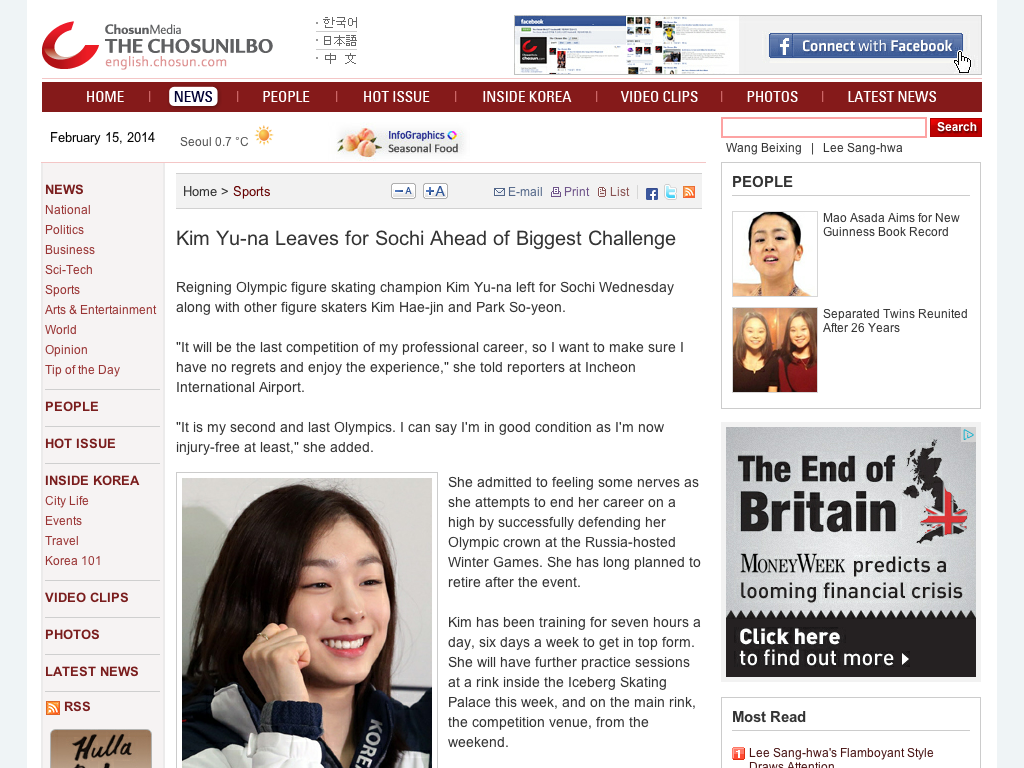 ChosunMedia
THE CHOSUNILBO
english.chosun.com
· 한국어
· 日本語
· 中 文
facebook
Connect with Facebook
HOME | NEWS | PEOPLE | HOT ISSUE | INSIDE KOREA | VIDEO CLIPS | PHOTOS | LATEST NEWS
February 15, 2014
Seoul 0.7 °C
InfoGraphics
Seasonal Food
Search
Wang Beixing | Lee Sang-hwa
NEWS
National
Politics
Business
Sci-Tech
Sports
Arts & Entertainment
World
Opinion
Tip of the Day
PEOPLE
HOT ISSUE
INSIDE KOREA
City Life
Events
Travel
Korea 101
VIDEO CLIPS
PHOTOS
LATEST NEWS
RSS
Hulla
Home > Sports
−A +A
E-mail Print List
Kim Yu-na Leaves for Sochi Ahead of Biggest Challenge
Reigning Olympic figure skating champion Kim Yu-na left for Sochi Wednesday
along with other figure skaters Kim Hae-jin and Park So-yeon.
"It will be the last competition of my professional career, so I want to make sure I
have no regrets and enjoy the experience," she told reporters at Incheon
International Airport.
"It is my second and last Olympics. I can say I'm in good condition as I'm now
injury-free at least," she added.
She admitted to feeling some nerves as
she attempts to end her career on a
high by successfully defending her
Olympic crown at the Russia-hosted
Winter Games. She has long planned to
retire after the event.
Kim has been training for seven hours a
day, six days a week to get in top form.
She will have further practice sessions
at a rink inside the Iceberg Skating
Palace this week, and on the main rink,
the competition venue, from the
weekend.
KOREA
PEOPLE
Mao Asada Aims for New
Guinness Book Record
Separated Twins Reunited
After 26 Years
The End of
Britain
MONEYWEEK predicts a
looming financial crisis
Click here
to find out more
Most Read
1 Lee Sang-hwa's Flamboyant Style
Draws Attention